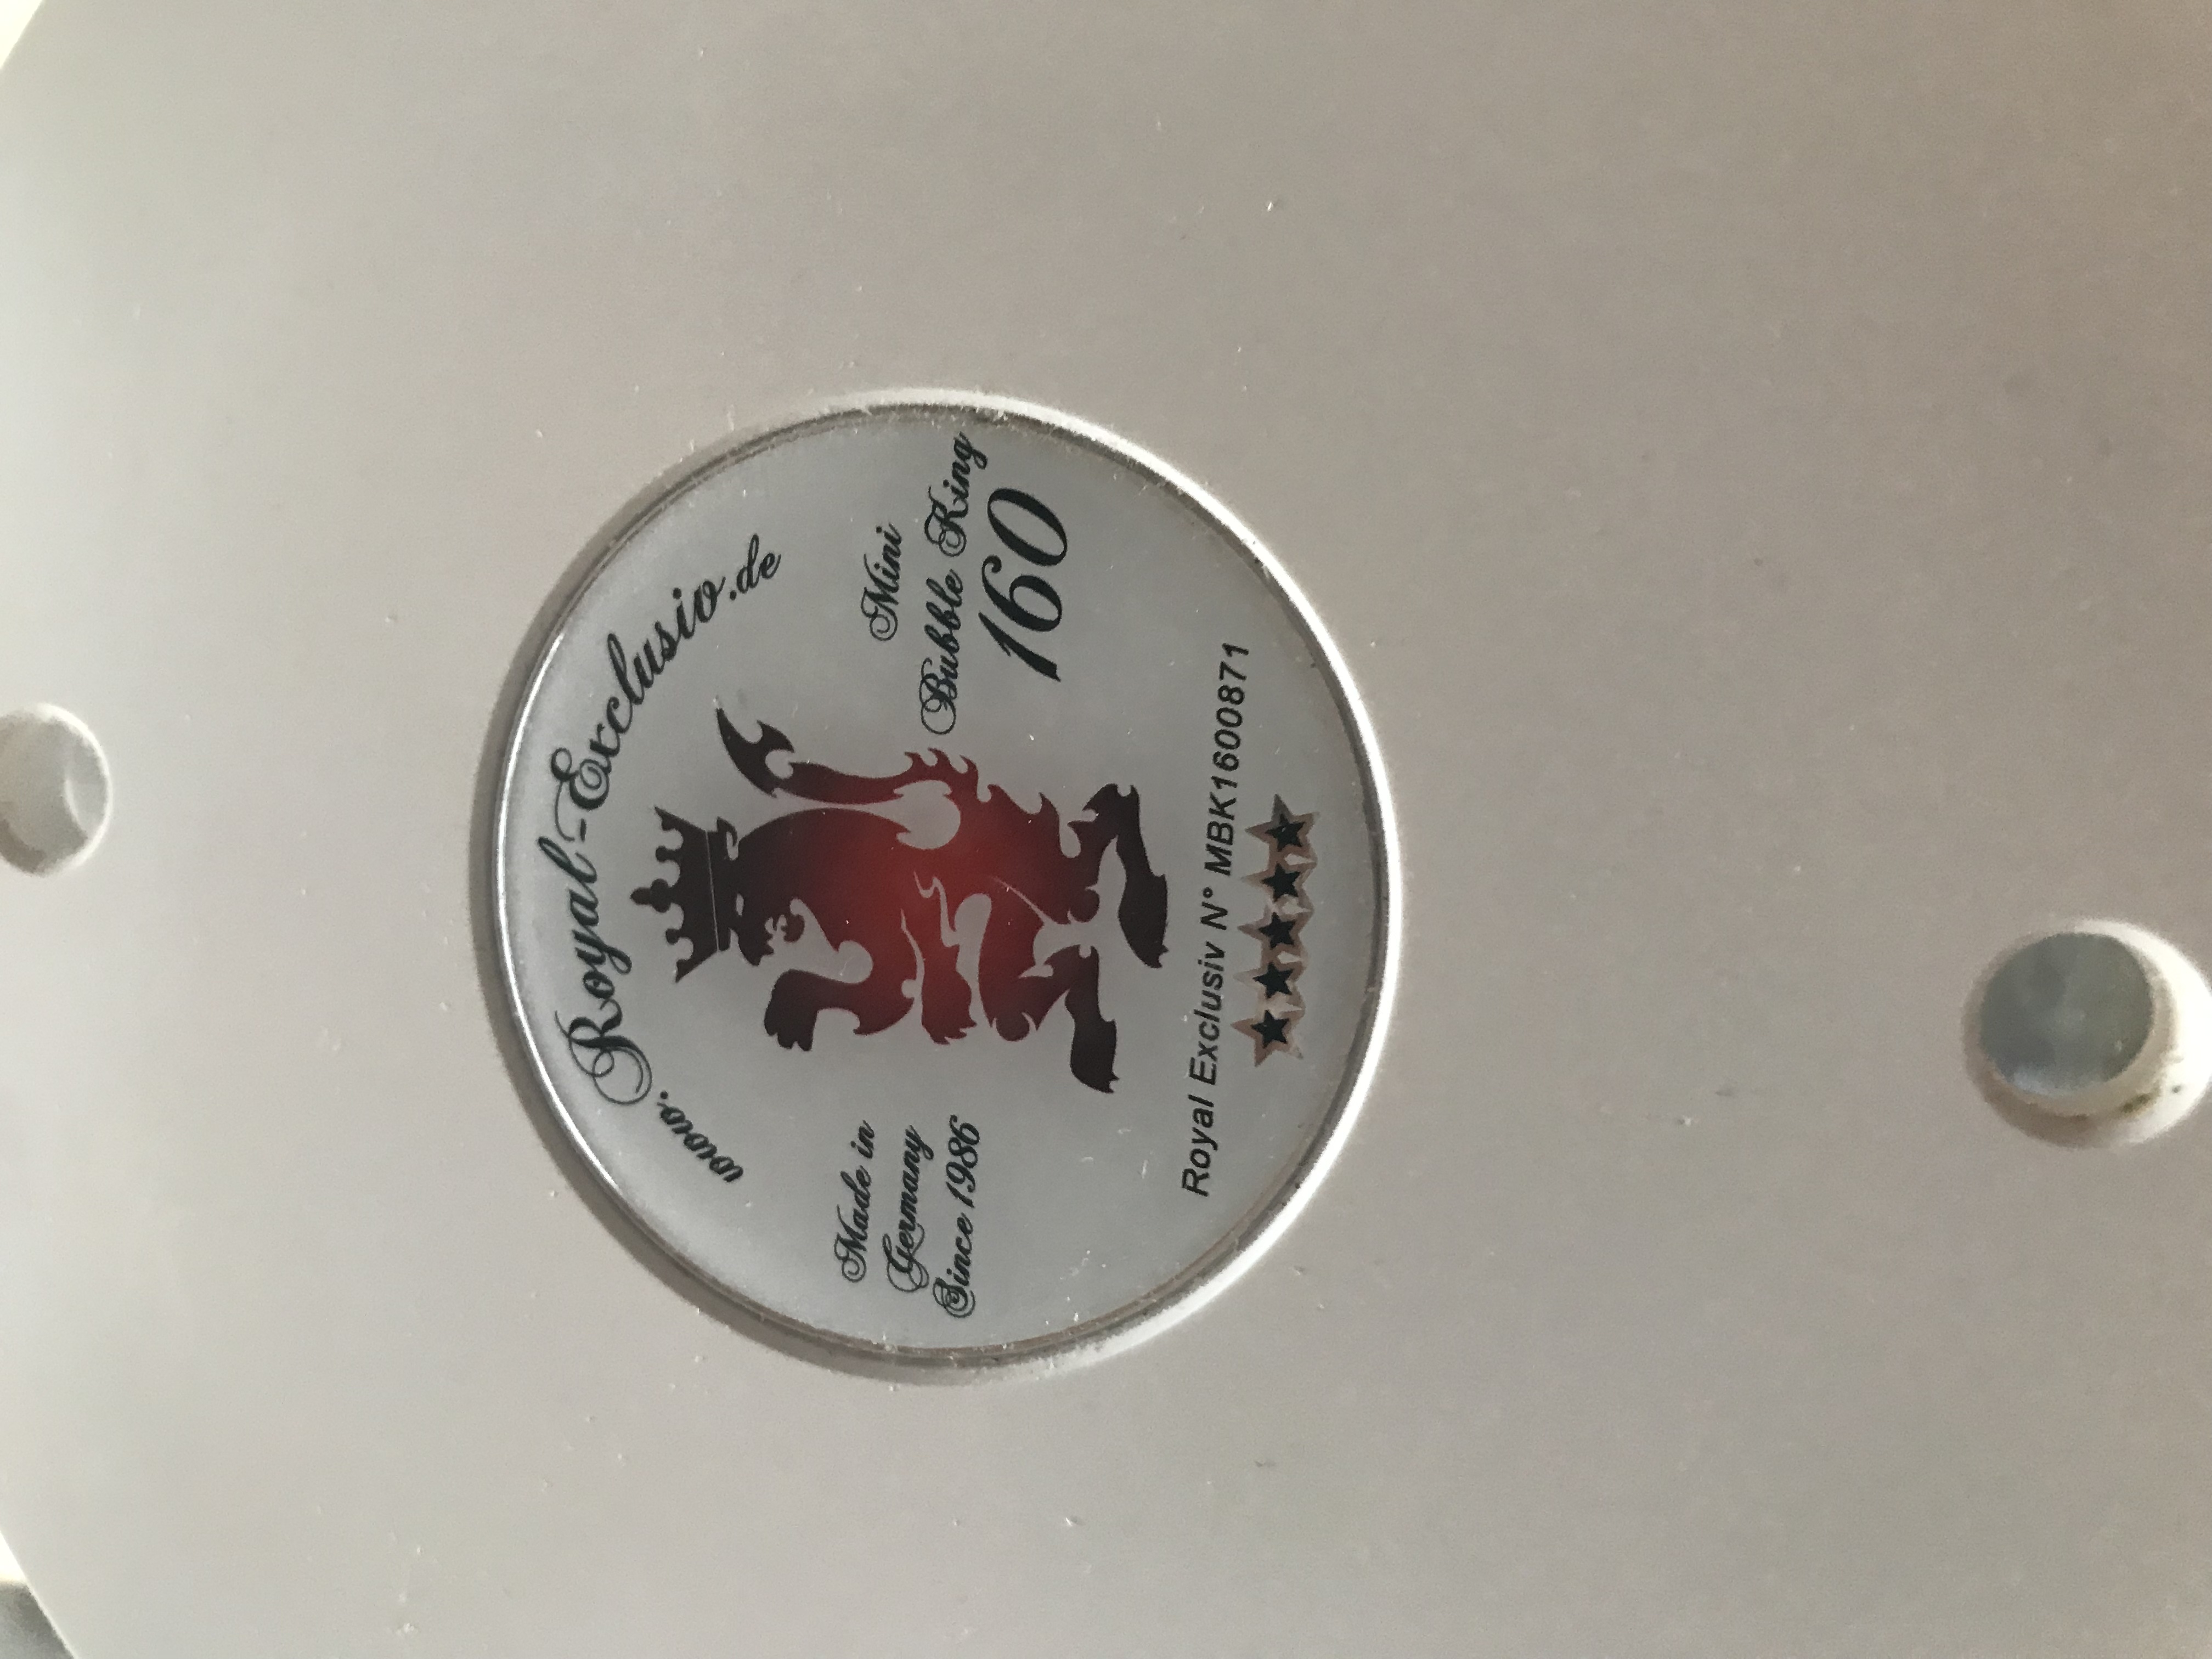 www.Royal-Exclusiv.de
Made in
Germany
Since 1986
Mini
Bubble King
160
Royal Exclusiv N° MBK1600871